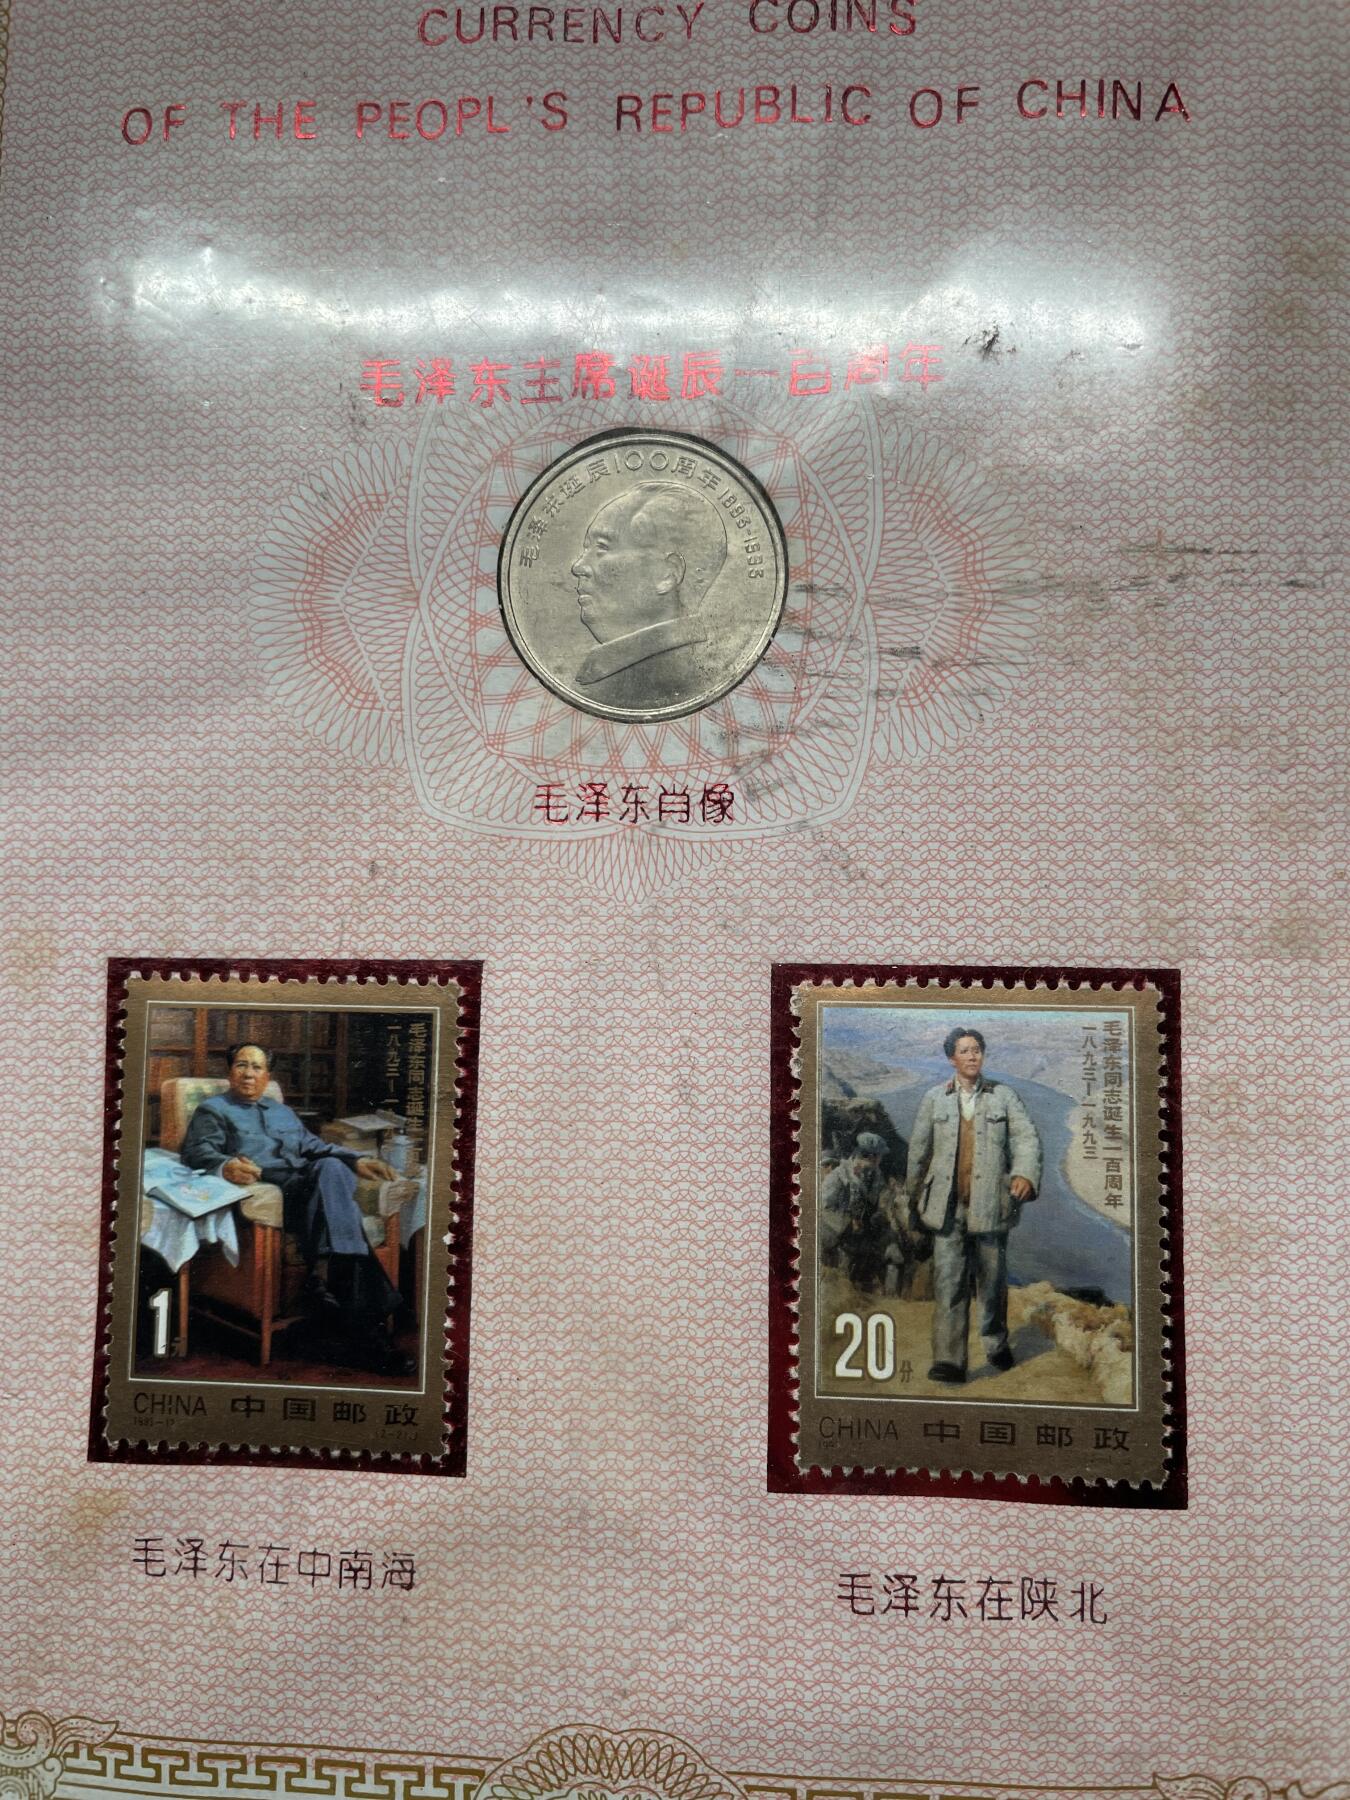 CURRENCY COINS
OF THE PEOPL'S REPUBLIC OF CHINA
毛泽东主席诞辰一百周年
毛泽东诞辰100周年1893-1993
毛泽东肖像
毛泽东同志诞生一百
一八九三—一
1元
CHINA 中国邮政
毛泽东同志诞生一百周年
一八九三—一九九三
20分
CHINA 中国邮政
毛泽东在中南海
毛泽东在陕北